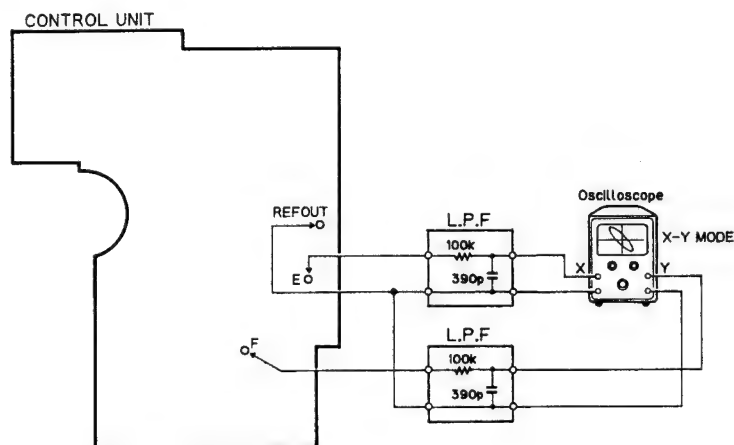 CONTROL UNIT
REFOUT
E
F
L.P.F
100k
390p
L.P.F
100k
390p
Oscilloscope
X-Y MODE
X
Y